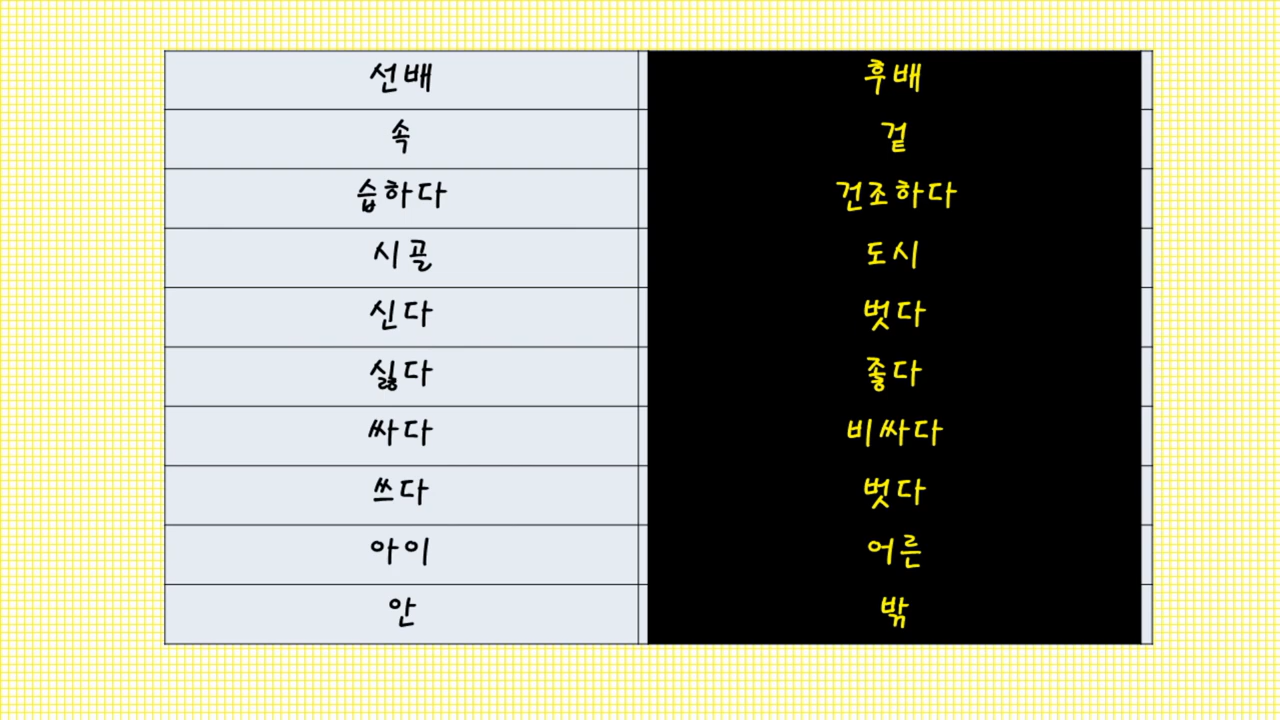 선배 후배
속 겉
습하다 건조하다
시골 도시
신다 벗다
싫다 좋다
싸다 비싸다
쓰다 벗다
아이 어른
안 밖